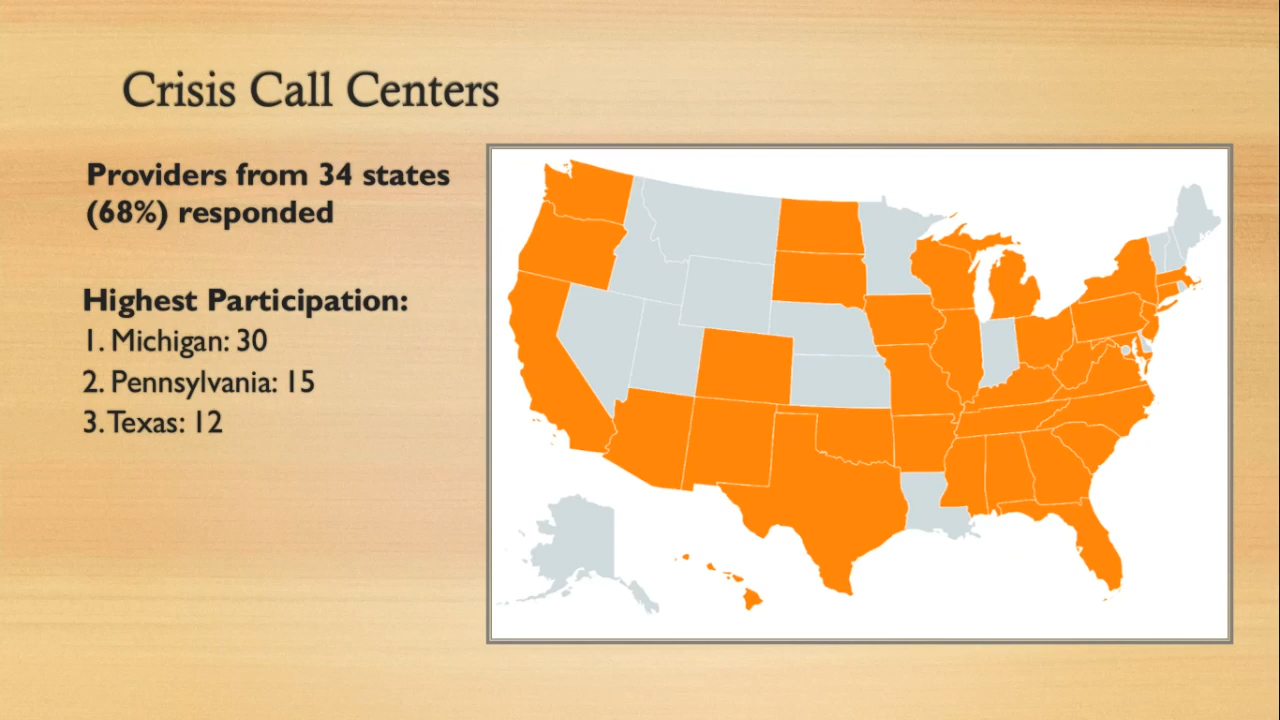 Crisis Call Centers
Providers from 34 states
(68%) responded
Highest Participation:
1. Michigan: 30
2. Pennsylvania: 15
3. Texas: 12